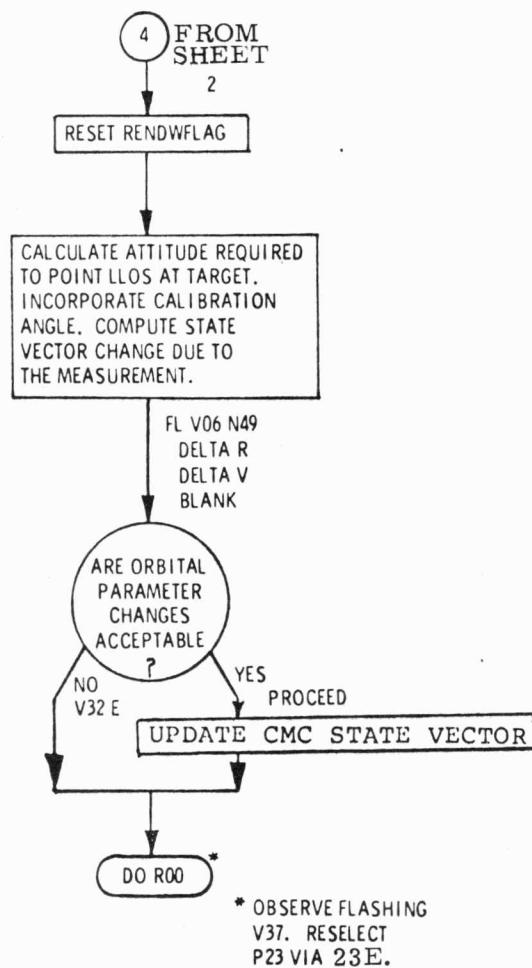 4 FROM
SHEET
2
RESET RENDWFLAG
CALCULATE ATTITUDE REQUIRED
TO POINT LLOS AT TARGET.
INCORPORATE CALIBRATION
ANGLE. COMPUTE STATE
VECTOR CHANGE DUE TO
THE MEASUREMENT.
FL V06 N49
DELTA R
DELTA V
BLANK
ARE ORBITAL
PARAMETER
CHANGES
ACCEPTABLE
?
NO
V32 E
YES
PROCEED
UPDATE CMC STATE VECTOR
DO R00 *
* OBSERVE FLASHING
V37. RESELECT
P23 VIA 23E.